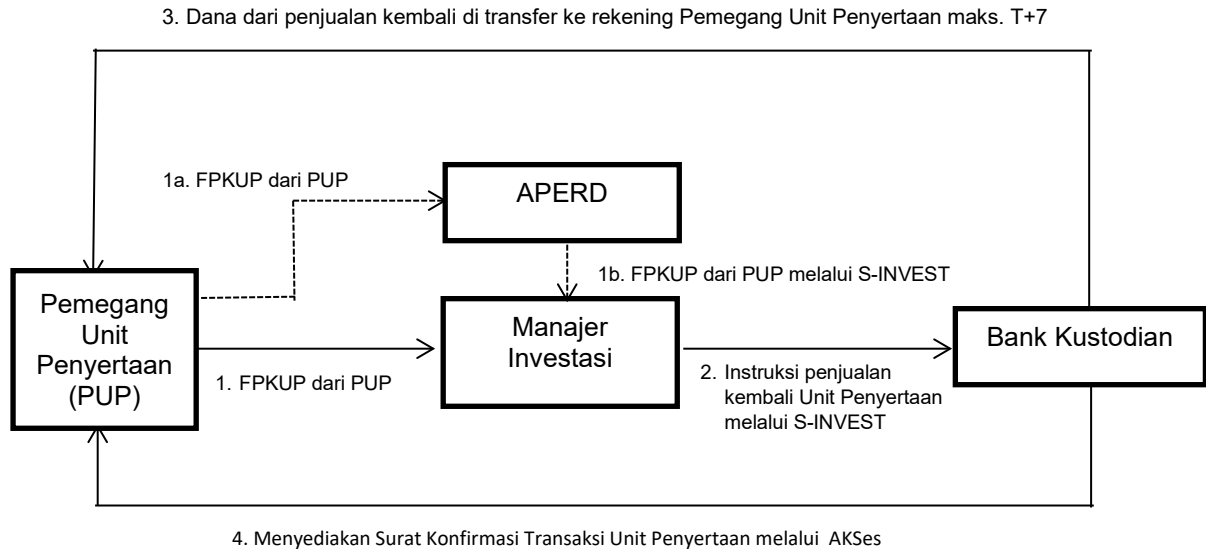 3. Dana dari penjualan kembali di transfer ke rekening Pemegang Unit Penyertaan maks. T+7
1a. FPKUP dari PUP
APERD
1b. FPKUP dari PUP melalui S-INVEST
Pemegang
Unit
Penyertaan
(PUP)
Manajer
Investasi
Bank Kustodian
1. FPKUP dari PUP
2. Instruksi penjualan
kembali Unit Penyertaan
melalui S-INVEST
4. Menyediakan Surat Konfirmasi Transaksi Unit Penyertaan melalui AKSes